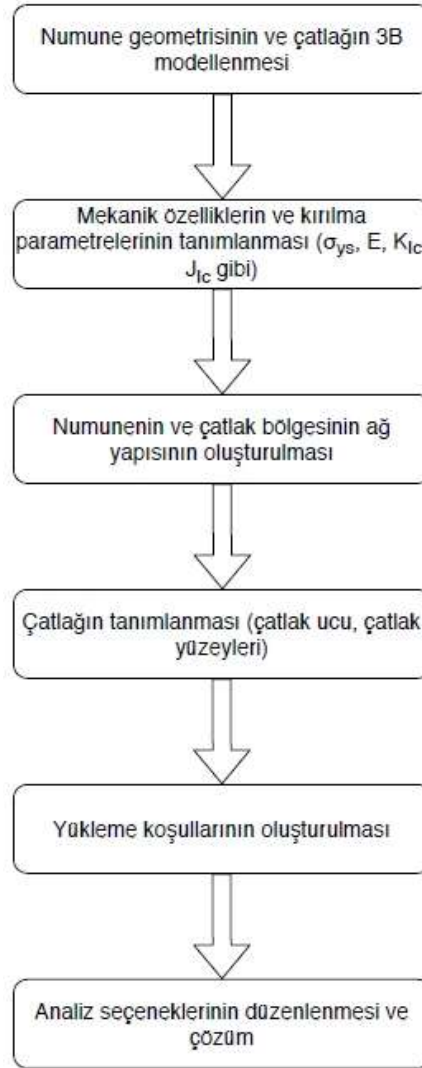 Numune geometrisinin ve çatlağın 3B
modellenmesi
Mekanik özelliklerin ve kırılma
parametrelerinin tanımlanması (σys, E, KIc
JIc gibi)
Numunenin ve çatlak bölgesinin ağ
yapısının oluşturulması
Çatlağın tanımlanması (çatlak ucu, çatlak
yüzeyleri)
Yükleme koşullarının oluşturulması
Analiz seçeneklerinin düzenlenmesi ve
çözüm